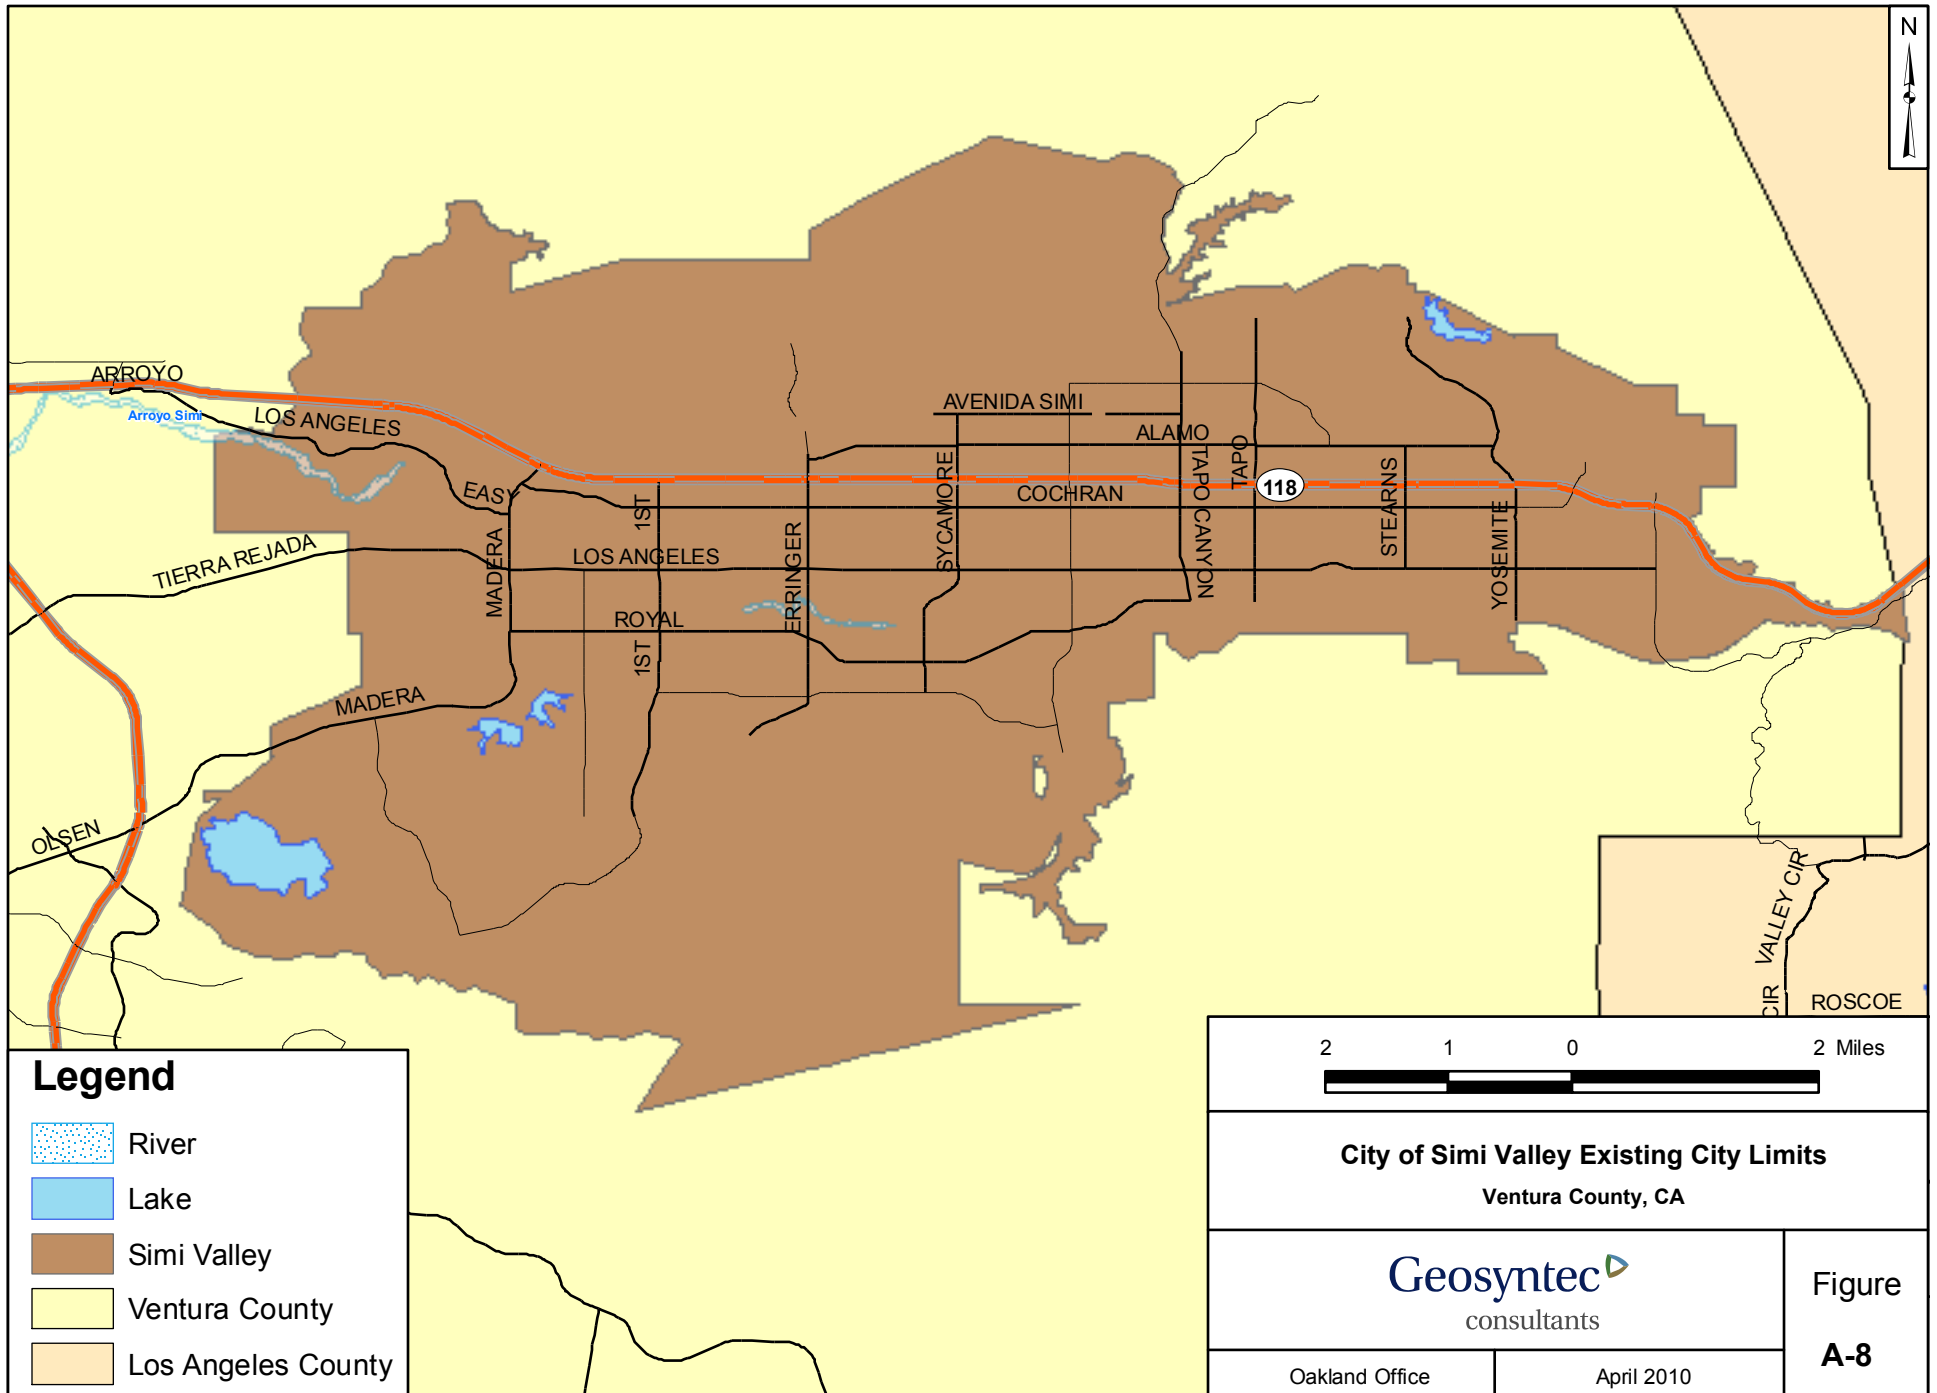 N
ARROYO
Arroyo Simi
LOS ANGELES
AVENIDA SIMI
ALAMO
EASY
COCHRAN
118
1ST
SYCAMORE
TAPO CANYON
TAPO
STEARNS
YOSEMITE
TIERRA REJADA
MADERA
LOS ANGELES
ERRINGER
ROYAL
1ST
MADERA
OLSEN
VALLEY CIR
CIR
ROSCOE
Legend
River
Lake
Simi Valley
Ventura County
Los Angeles County
2 1 0 2 Miles
City of Simi Valley Existing City Limits
Ventura County, CA
Geosyntec
consultants
Figure
A-8
Oakland Office
April 2010